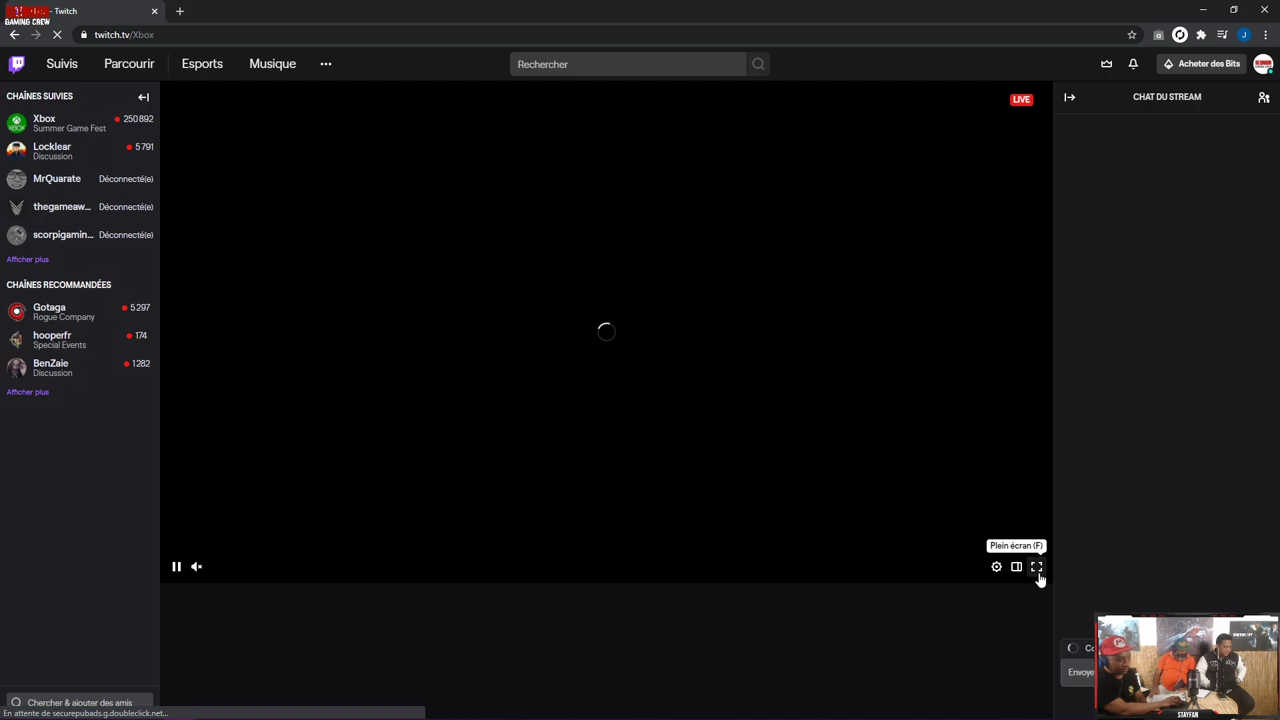 Twitch
GAMING CREW
twitch.tv/Xbox
J
Suivis
Parcourir
Esports
Musique
Rechercher
Acheter des Bits
CHAÎNES SUIVIES
Xbox
250 892
Summer Game Fest
Locklear
5 791
Discussion
MrQuarate
Déconnecté(e)
thegameaw...
Déconnecté(e)
scorpigamin...
Déconnecté(e)
Afficher plus
CHAÎNES RECOMMANDÉES
Gotaga
5 297
Rogue Company
hooperfr
174
Special Events
BenZaie
1 282
Discussion
Afficher plus
LIVE
CHAT DU STREAM
Plein écran (F)
Co
Envoye
STAYFAN
Chercher & ajouter des amis
En attente de securepubads.g.doubleclick.net...